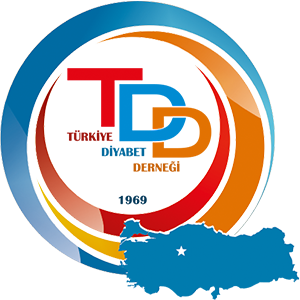 TDD
TÜRKİYE
DİYABET
DERNEĞİ
1969